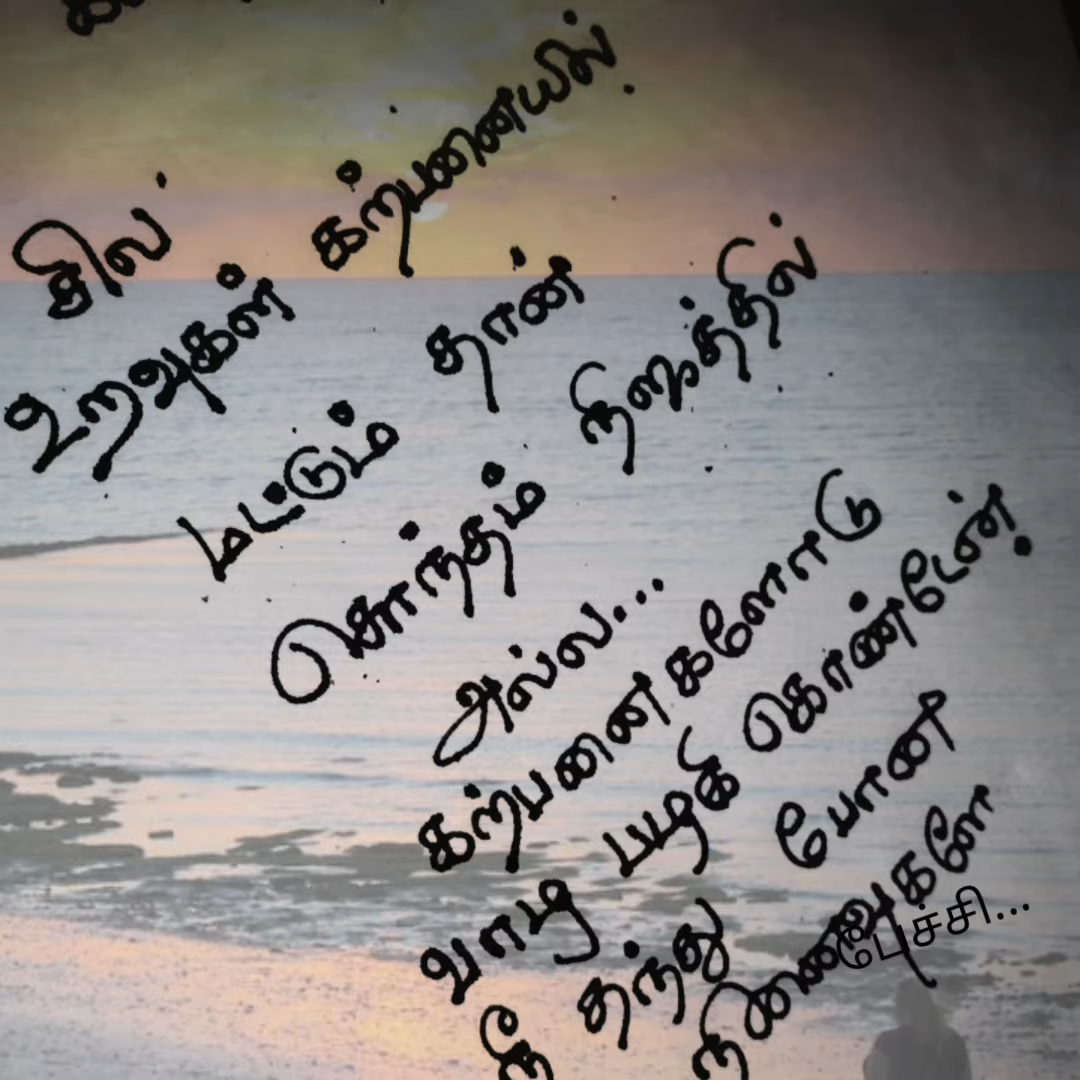 சில
உறவுகள் கற்பனையில்
மட்டும் தான்
சொந்தம் நிஜத்தில்
அல்ல...
கற்பனை களோடு
வாழ பழகி கொண்டேன்.
நீ தந்து போன
நினைவுகளே
பேச்சி...